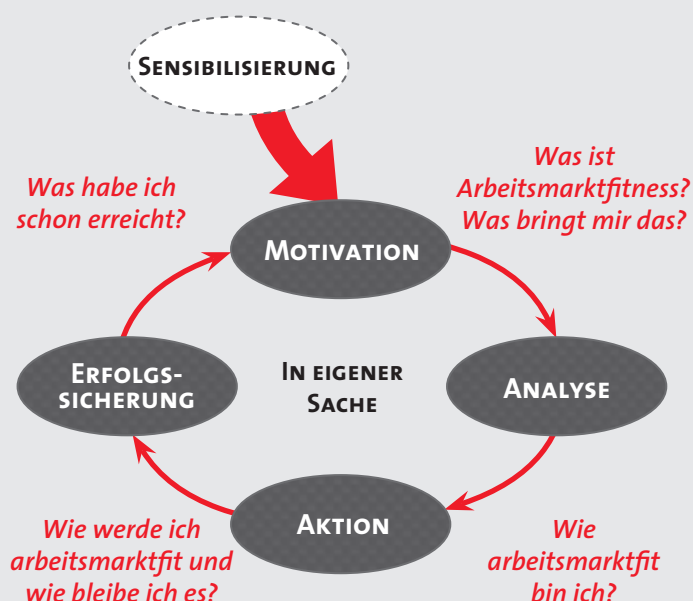 SENSIBILISIERUNG
Was habe ich
schon erreicht?
Was ist
Arbeitsmarktfitness?
Was bringt mir das?
MOTIVATION
ERFOLGS-
SICHERUNG
IN EIGENER
SACHE
ANALYSE
AKTION
Wie werde ich
arbeitsmarktfit und
wie bleibe ich es?
Wie
arbeitsmarktfit
bin ich?